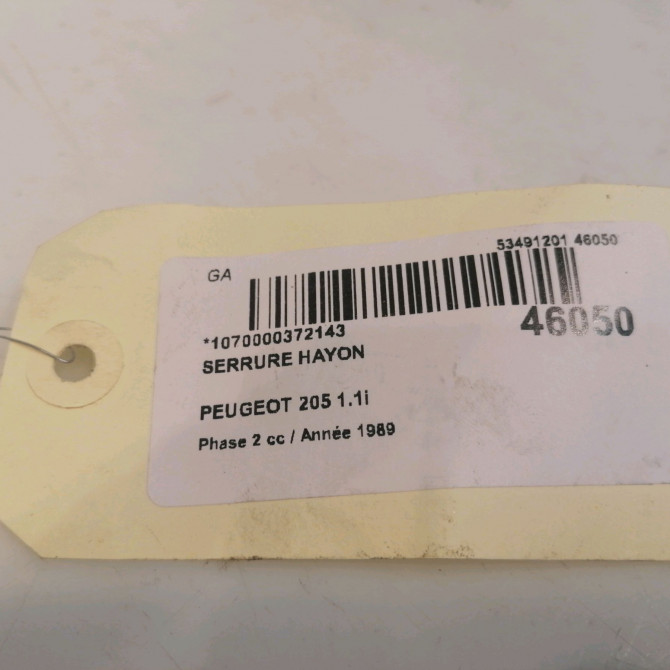 53491201 46050
GA
46050
*1070000372143
SERRURE HAYON
PEUGEOT 205 1.1i
Phase 2 cc / Année 1989